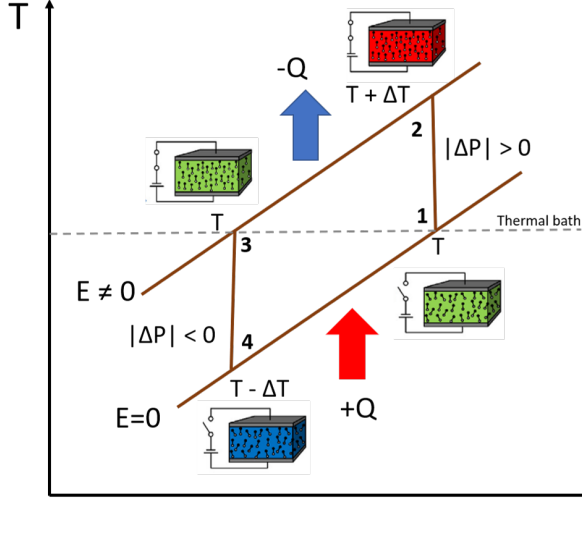 T
-Q
T + ΔT
2
|ΔP| > 0
1
Thermal bath
T
3
T
E ≠ 0
|ΔP| < 0
4
T - ΔT
E=0
+Q